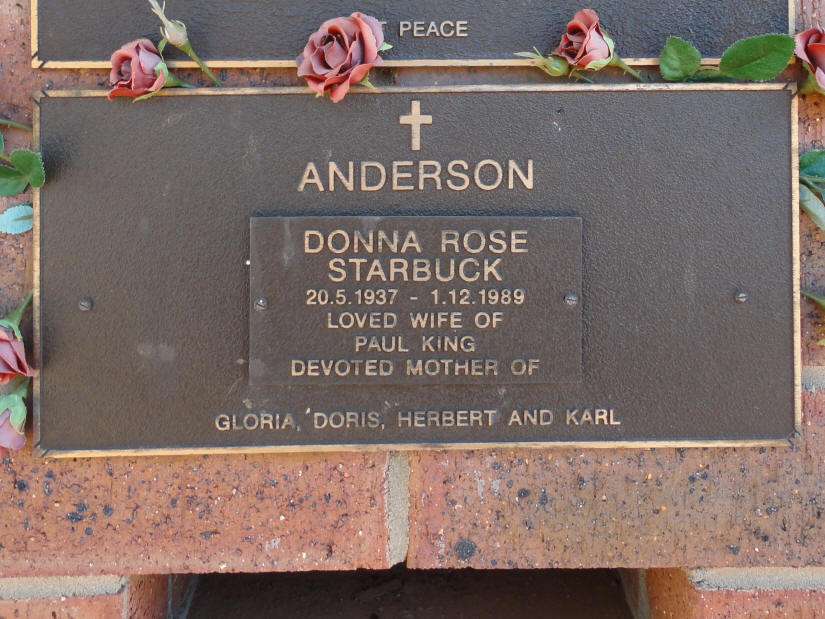 PEACE
ANDERSON
DONNA ROSE
STARBUCK
20.5.1937 - 1.12.1989
LOVED WIFE OF
PAUL KING
DEVOTED MOTHER OF
GLORIA, DORIS, HERBERT AND KARL